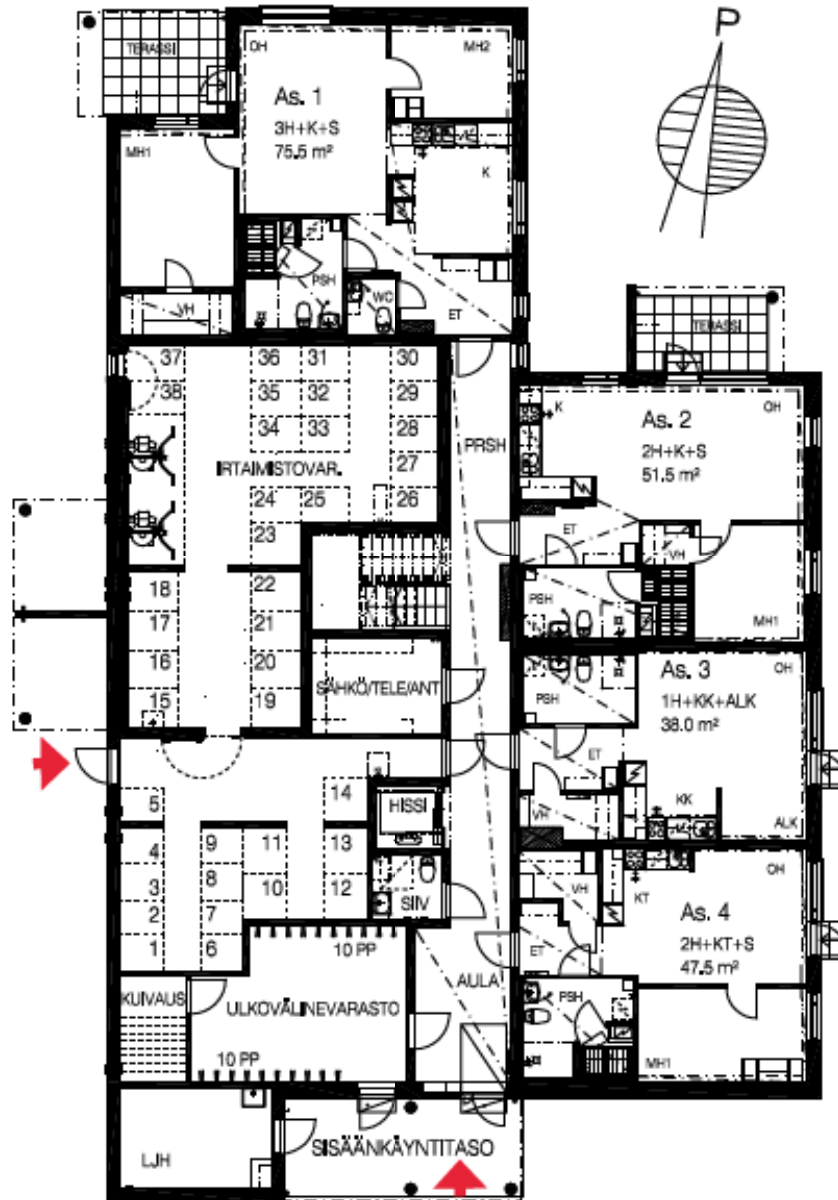 P
TERASSI
OH
MH2
As. 1
3H+K+S
75.5 m²
MH1
K
PSH
WC
VH
ET
TERASSI
37 36 31 30
38 35 32 29
34 33 28
27
24 25 26
23
IRTAIMISTOVAR.
PRSH
K
OH
As. 2
2H+K+S
51.5 m²
ET
VH
PSH
MH1
18 22
17 21
16 20
15 19
SÄHKÖ/TELE/ANT
As. 3
OH
1H+KK+ALK
38.0 m²
PSH
ET
KK
VH
ALK
5
14
HISSI
4 9 11 13
3 8 10 12
2 7
1 6
SIIV
VH
KT
OH
As. 4
2H+KT+S
47.5 m²
ET
10 PP
AULA
KUIVAUS
ULKOVÄLINEVARASTO
PSH
10 PP
MH1
LJH
SISÄÄNKÄYNTITASO